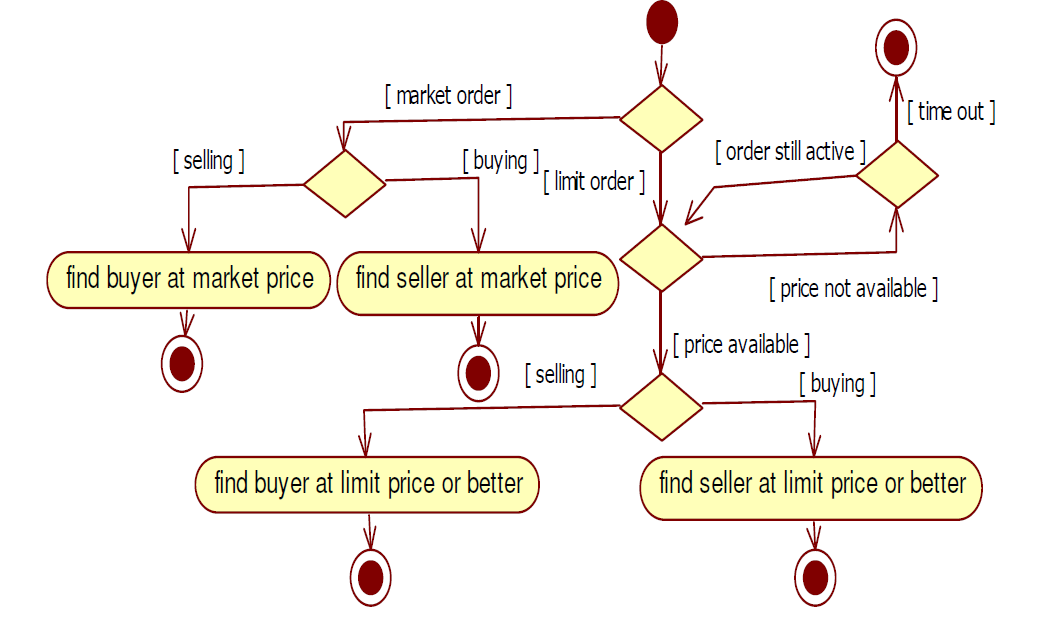 [ market order ]
[ time out ]
[ selling ]
[ buying ]
[ order still active ]
[ limit order ]
find buyer at market price
find seller at market price
[ price not available ]
[ price available ]
[ selling ]
[ buying ]
find buyer at limit price or better
find seller at limit price or better